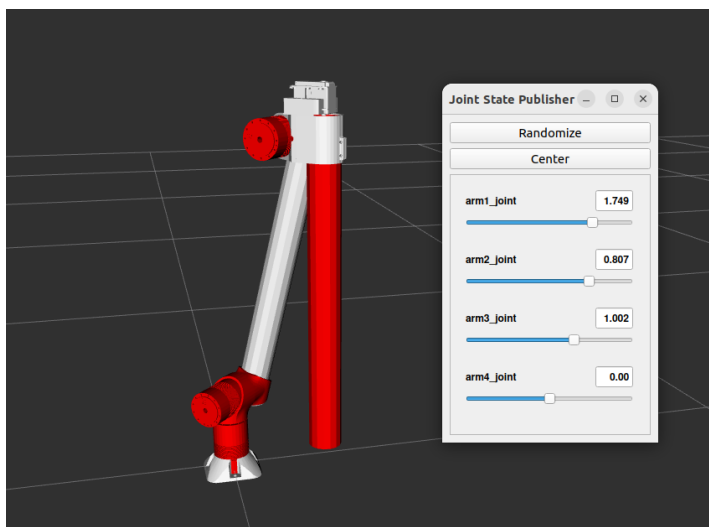 Joint State Publisher
Randomize
Center
arm1_joint 1.749
arm2_joint 0.807
arm3_joint 1.002
arm4_joint 0.00